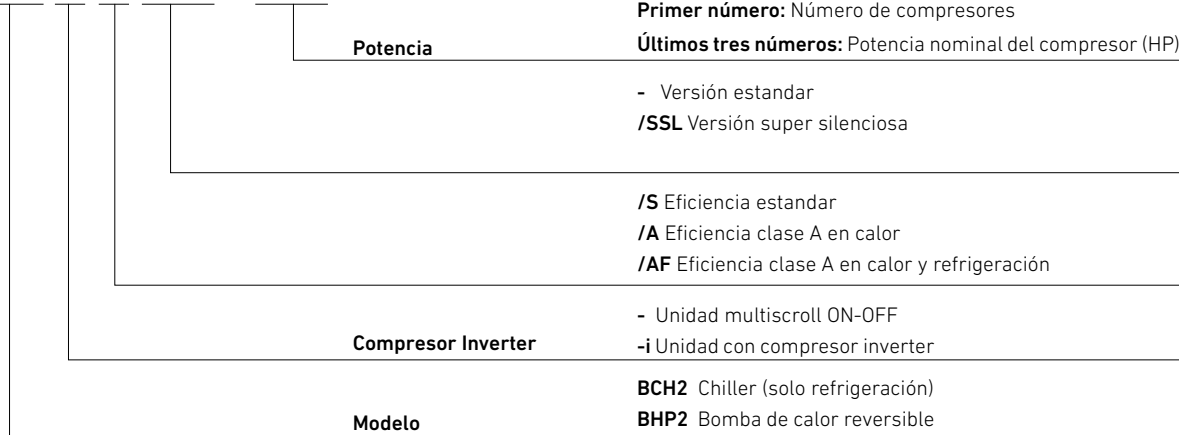 Primer número: Número de compresores
Potencia
Últimos tres números: Potencia nominal del compresor (HP)
- Versión estandar
/SSL Versión super silenciosa
/S Eficiencia estandar
/A Eficiencia clase A en calor
/AF Eficiencia clase A en calor y refrigeración
- Unidad multiscroll ON-OFF
Compresor Inverter
-i Unidad con compresor inverter
BCH2 Chiller (solo refrigeración)
Modelo
BHP2 Bomba de calor reversible